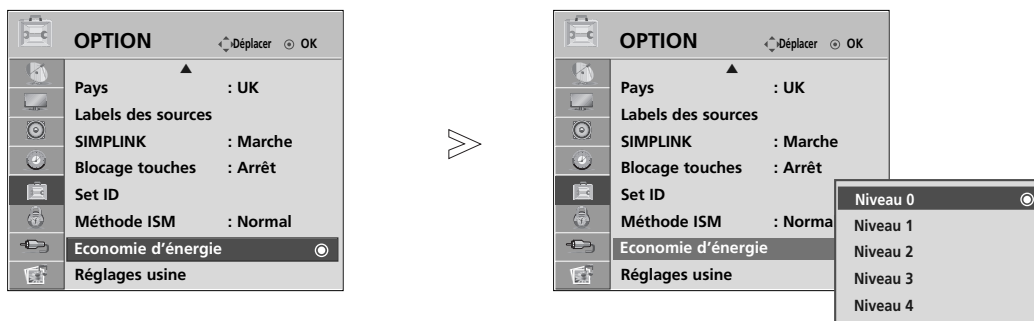 OPTION
Déplacer OK
Pays : UK
Labels des sources
SIMPLINK : Marche
Blocage touches : Arrêt
Set ID
Méthode ISM : Normal
Economie d'énergie
Réglages usine
OPTION
Déplacer OK
Pays : UK
Labels des sources
SIMPLINK : Marche
Blocage touches : Arrêt
Set ID
Méthode ISM : Norma
Economie d'énergie
Réglages usine
Niveau 0
Niveau 1
Niveau 2
Niveau 3
Niveau 4